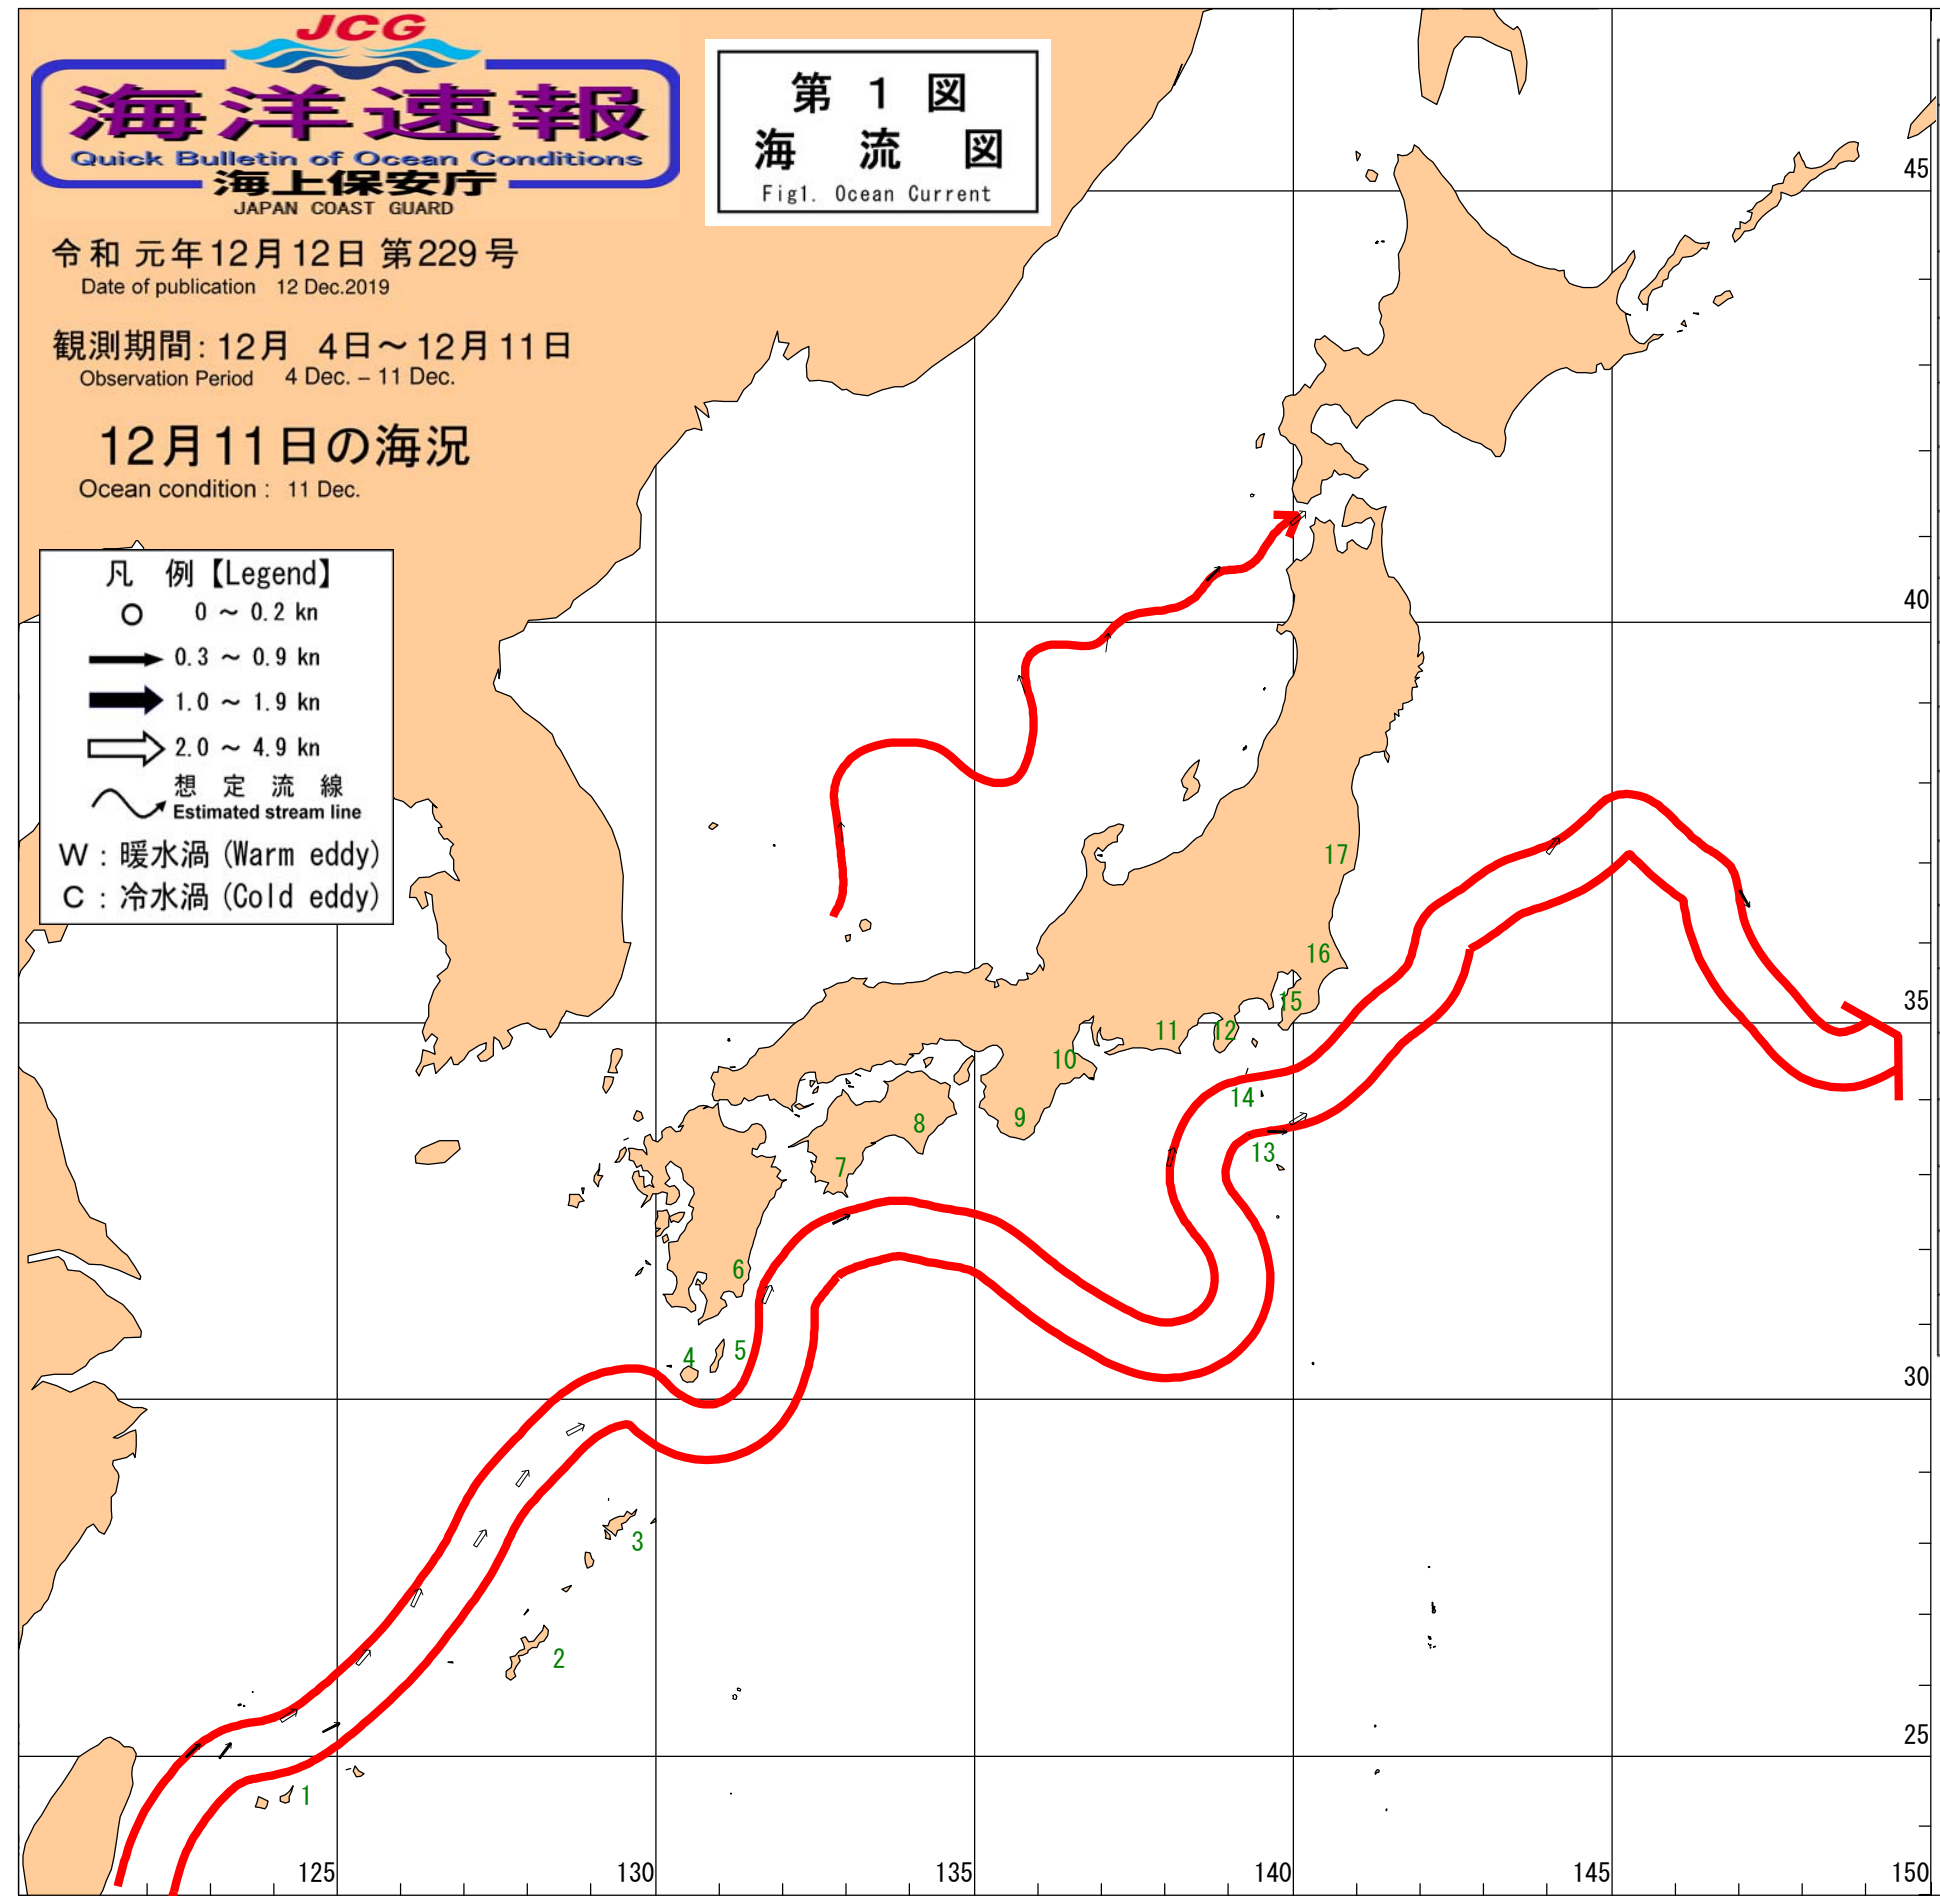 JCG
海洋速報
Quick Bulletin of Ocean Conditions
海上保安庁
JAPAN COAST GUARD
令和 元年12月12日 第229号
Date of publication 12 Dec.2019
観測期間: 12月 4日～12月11日
Observation Period 4 Dec. – 11 Dec.
12月11日の海況
Ocean condition : 11 Dec.
第 1 図
海 流 図
Fig1. Ocean Current
凡 例【Legend】
0 ～ 0.2 kn
0.3 ～ 0.9 kn
1.0 ～ 1.9 kn
2.0 ～ 4.9 kn
想 定 流 線
Estimated stream line
W : 暖水渦 (Warm eddy)
C : 冷水渦 (Cold eddy)
45
40
35
30
25
17
16
15
11
12
10
14
9
8
13
7
6
5
4
3
2
1
125
130
135
140
145
150